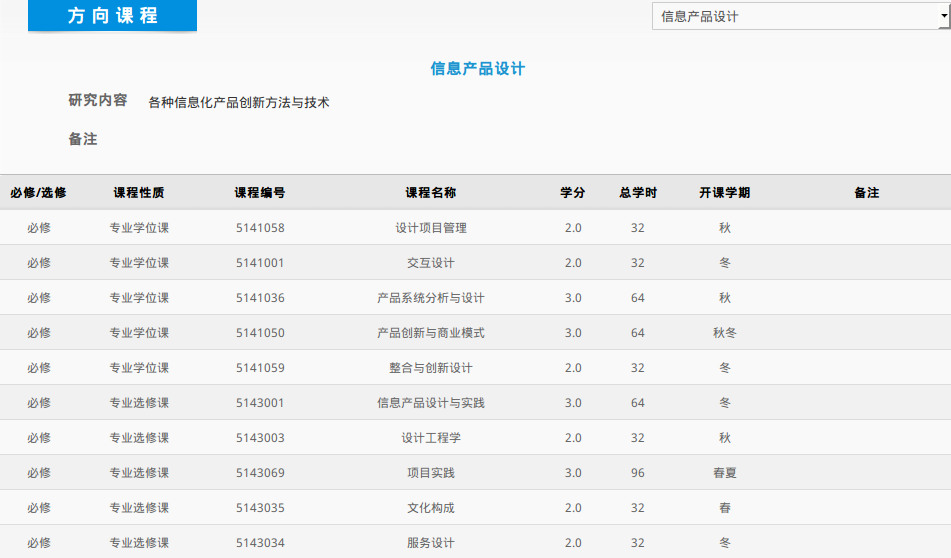 方向课程 信息产品设计
信息产品设计
研究内容 各种信息化产品创新方法与技术
备注
必修/选修 课程性质 课程编号 课程名称 学分 总学时 开课学期 备注
必修 专业学位课 5141058 设计项目管理 2.0 32 秋
必修 专业学位课 5141001 交互设计 2.0 32 冬
必修 专业学位课 5141036 产品系统分析与设计 3.0 64 秋
必修 专业学位课 5141050 产品创新与商业模式 3.0 64 秋冬
必修 专业学位课 5141059 整合与创新设计 2.0 32 冬
必修 专业选修课 5143001 信息产品设计与实践 3.0 64 冬
必修 专业选修课 5143003 设计工程学 2.0 32 秋
必修 专业选修课 5143069 项目实践 3.0 96 春夏
必修 专业选修课 5143035 文化构成 2.0 32 春
必修 专业选修课 5143034 服务设计 2.0 32 冬